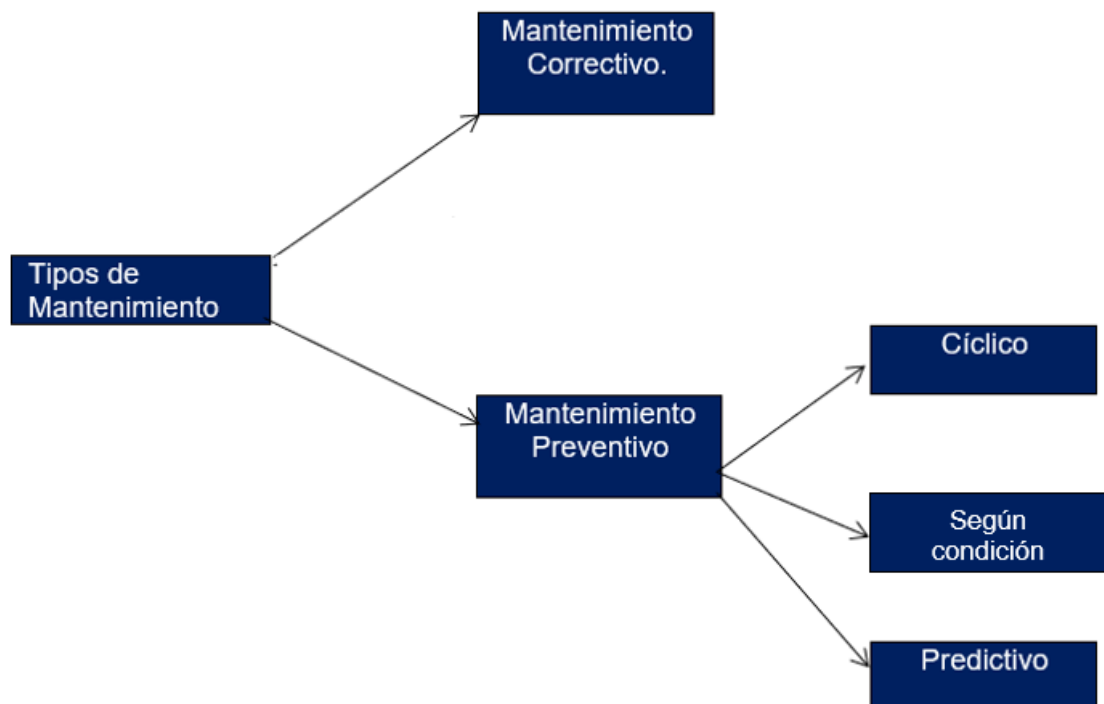 Mantenimiento
Correctivo.
Tipos de
Mantenimiento
Cíclico
Mantenimiento
Preventivo
Según
condición
Predictivo